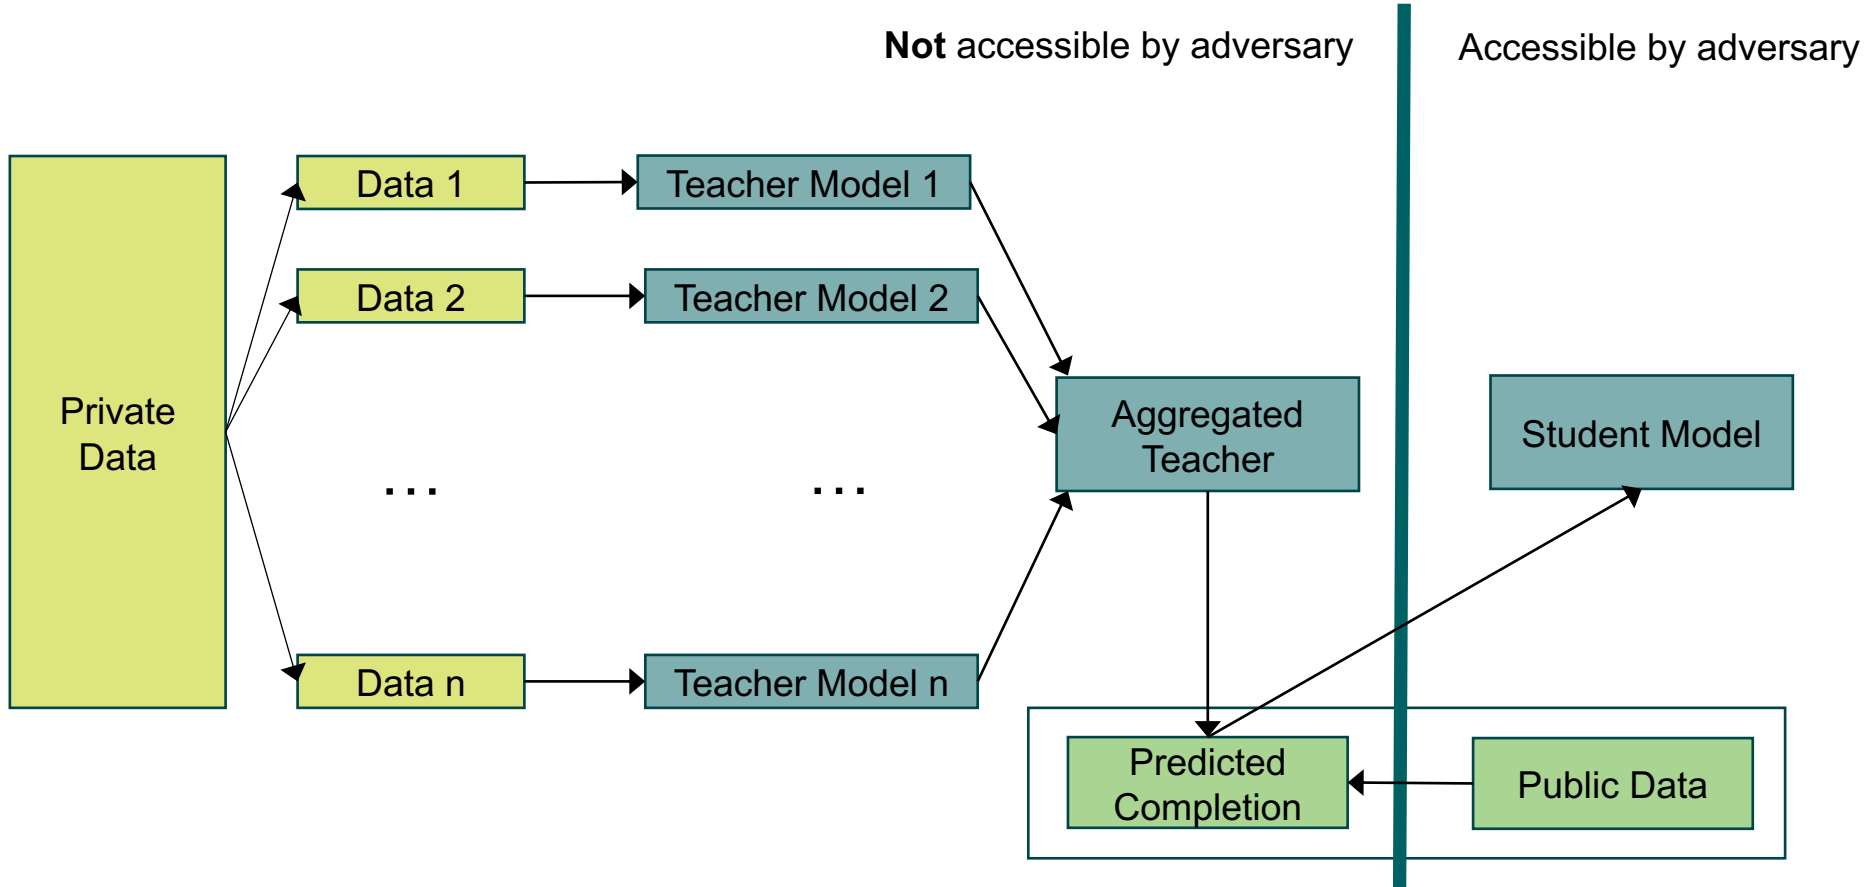 Not accessible by adversary
Accessible by adversary
Data 1
Teacher Model 1
Data 2
Teacher Model 2
Private
Data
Aggregated
Teacher
Student Model
...
...
Data n
Teacher Model n
Predicted
Completion
Public Data